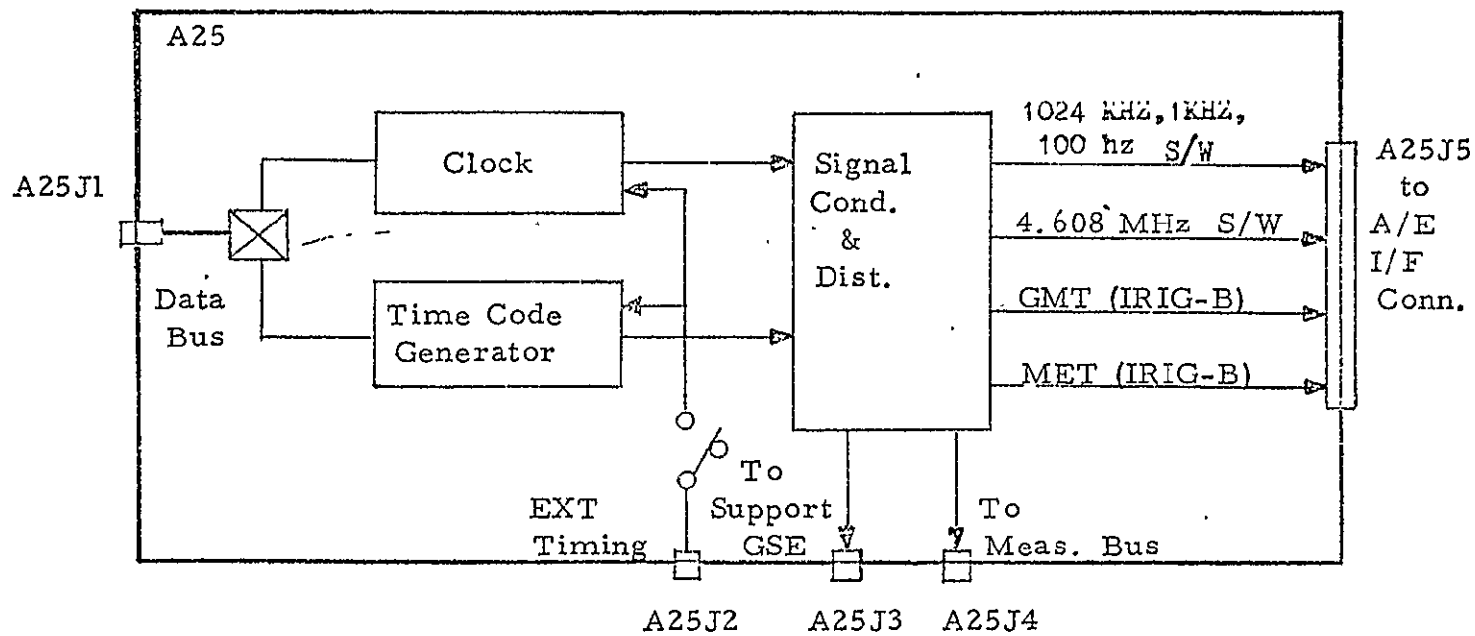 A25
A25J1
Data
Bus
Clock
Time Code
Generator
Signal
Cond.
&
Dist.
1024 KHZ, 1KHZ,
100 hz S/W
4.608 MHz S/W
GMT (IRIG-B)
MET (IRIG-B)
A25J5
to
A/E
I/F
Conn.
EXT
Timing
To
Support
GSE
To
Meas. Bus
A25J2
A25J3
A25J4